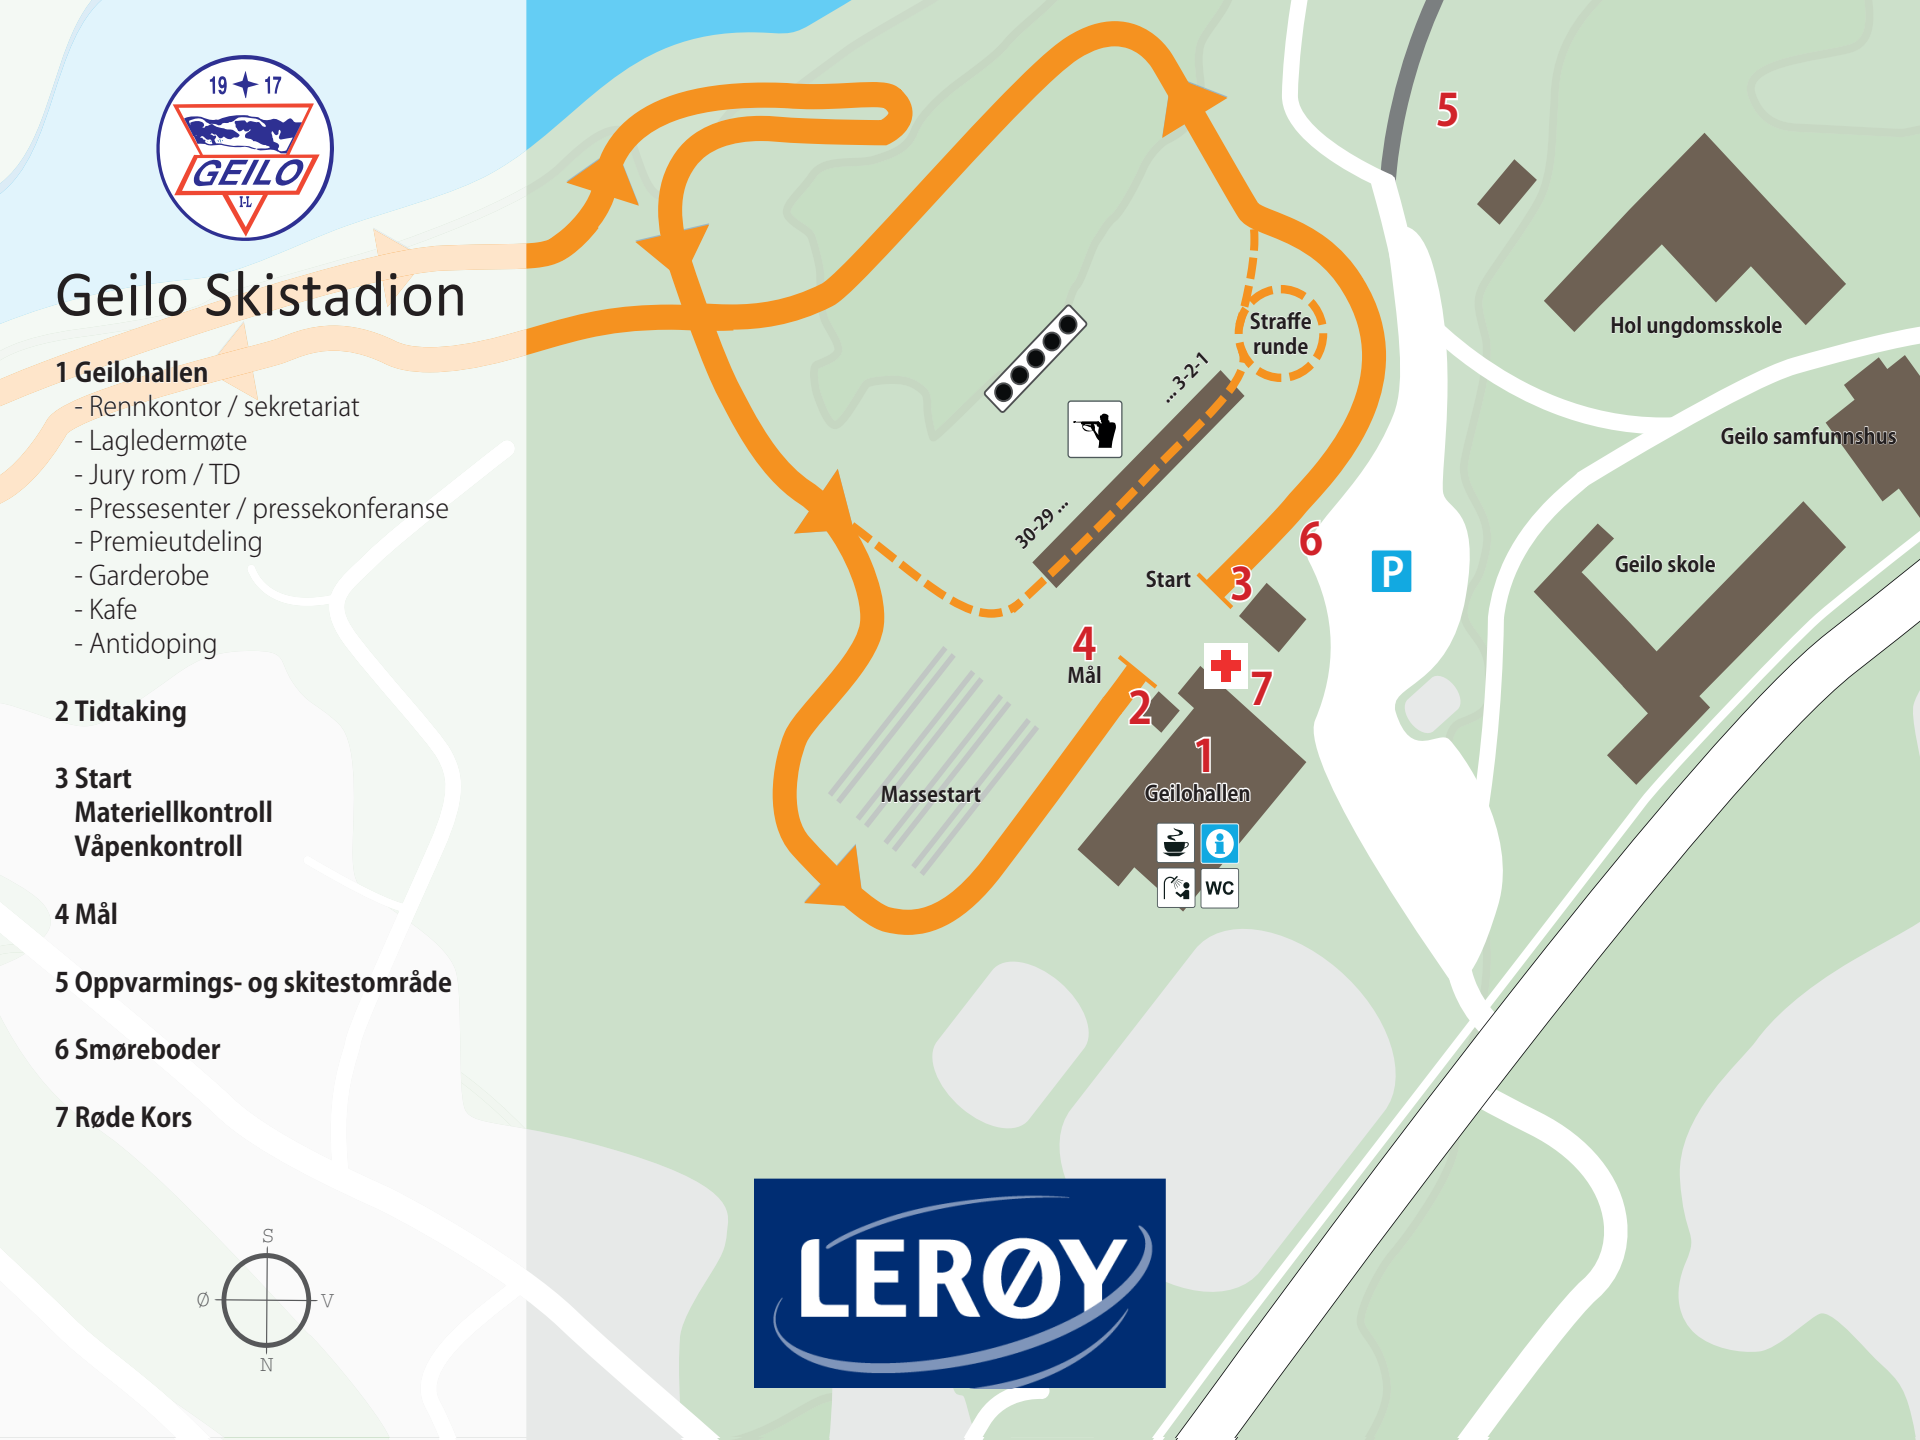 19 17
GEILO
I-L
Geilo Skistadion
1 Geilohallen
- Rennkontor / sekretariat
- Lagledermøte
- Jury rom / TD
- Pressesenter / pressekonferanse
- Premieutdeling
- Garderobe
- Kafe
- Antidoping
2 Tidtaking
3 Start
Materiellkontroll
Våpenkontroll
4 Mål
5 Oppvarmings- og skitestområde
6 Smøreboder
7 Røde Kors
S
Ø V
N
5
Hol ungdomsskole
Straffe
runde
... 3-2-1
30-29 ...
Geilo samfunnshus
6
P
Geilo skole
Start
3
4
Mål
7
2
1
Geilohallen
Massestart
WC
LERØY